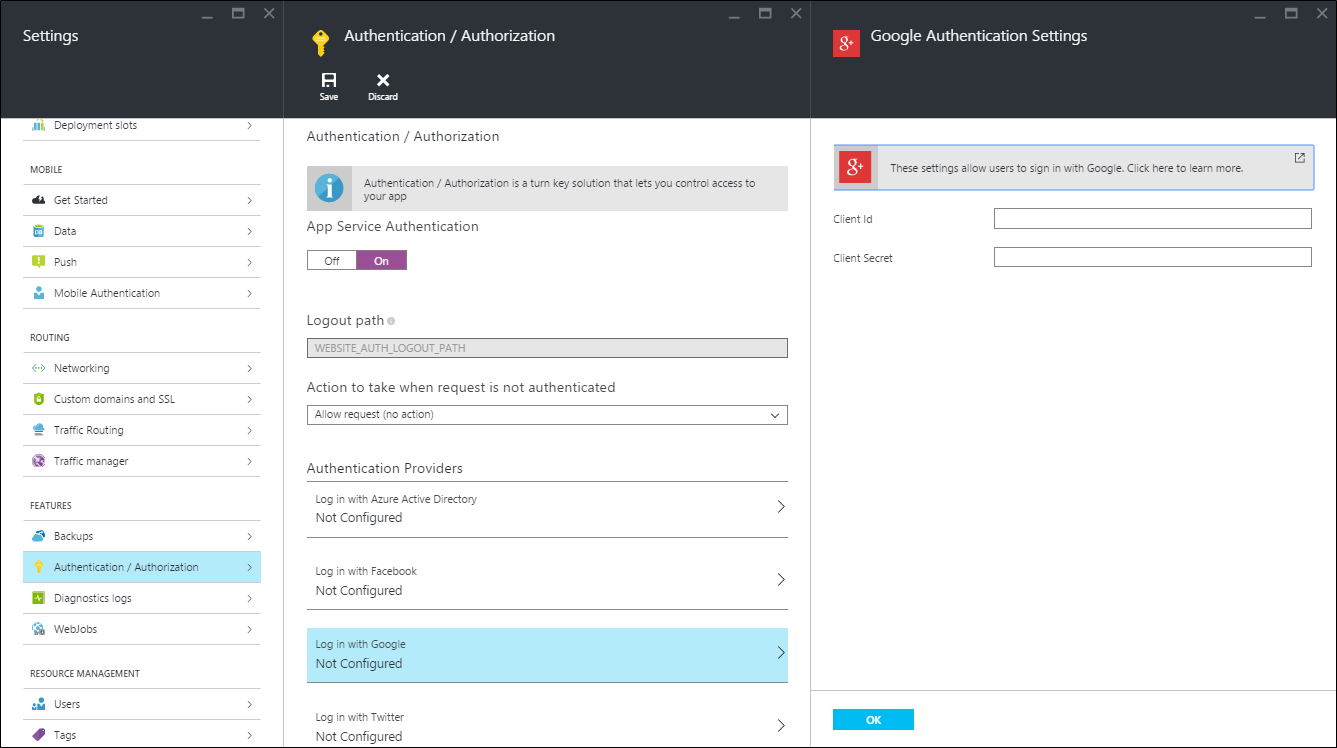 Settings
Deployment slots
MOBILE
Get Started
Data
Push
Mobile Authentication
ROUTING
Networking
Custom domains and SSL
Traffic Routing
Traffic manager
FEATURES
Backups
Authentication / Authorization
Diagnostics logs
WebJobs
RESOURCE MANAGEMENT
Users
Tags
Authentication / Authorization
Save
Discard
Authentication / Authorization
Authentication / Authorization is a turn key solution that lets you control access to
your app
App Service Authentication
Off
On
Logout path
WEBSITE_AUTH_LOGOUT_PATH
Action to take when request is not authenticated
Allow request (no action)
Authentication Providers
Log in with Azure Active Directory
Not Configured
Log in with Facebook
Not Configured
Log in with Google
Not Configured
Log in with Twitter
Not Configured
g+
Google Authentication Settings
g+
These settings allow users to sign in with Google. Click here to learn more.
Client Id
Client Secret
OK